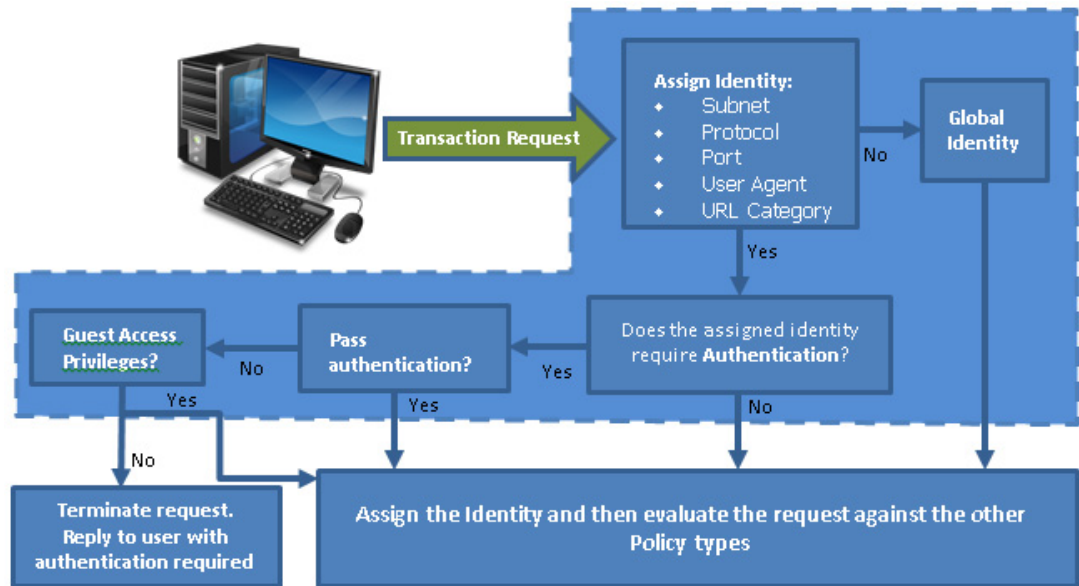 Transaction Request
Assign Identity:
⬥ Subnet
⬥ Protocol
⬥ Port
⬥ User Agent
⬥ URL Category
No
Global
Identity
Yes
Does the assigned identity
require Authentication?
Yes
Pass
authentication?
No
Guest Access
Privileges?
Yes
Yes
No
No
Terminate request.
Reply to user with
authentication required
Assign the Identity and then evaluate the request against the other
Policy types